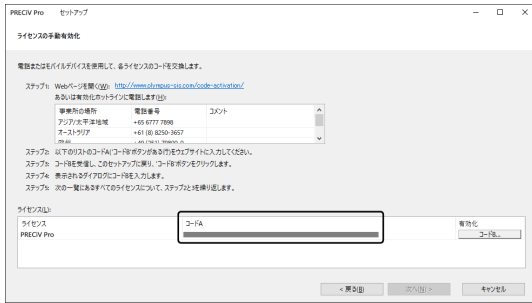 PRECiV Pro セットアップ
ライセンスの手動有効化
電話またはモバイルデバイスを使用して、各ライセンスのコードを交換します。
ステップ1: Webページを開く(W): http://www.olympus-sis.com/code-activation/
あるいは有効化ホットラインに電話します(H):
事業所の場所 電話番号 コメント
アジア/太平洋地域 +65 6777 7898
オーストラリア +61 (8) 8250-3657
ステップ2: 以下のリストのコードA('コードB'ボタンがある行)をウェブサイトに入力してください。
ステップ3: コードBを受信し、このセットアップに戻り、'コードB'ボタンをクリックします。
ステップ4: 表示されるダイアログにコードBを入力します。
ステップ5: 次の一覧にあるすべてのライセンスについて、ステップ2と3を繰り返します。
ライセンス(L):
ライセンス コードA 有効化
PRECiV Pro コードB...
< 戻る(B) 次へ(N) > キャンセル